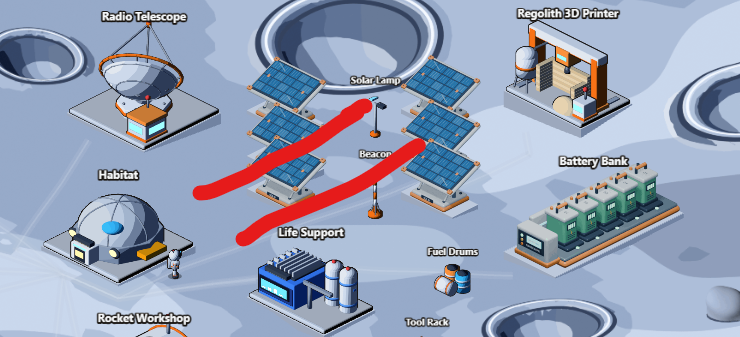 Radio Telescope
Regolith 3D Printer
Solar Lamp
Beacon
Battery Bank
Habitat
Life Support
Fuel Drums
Rocket Workshop
Tool Rack